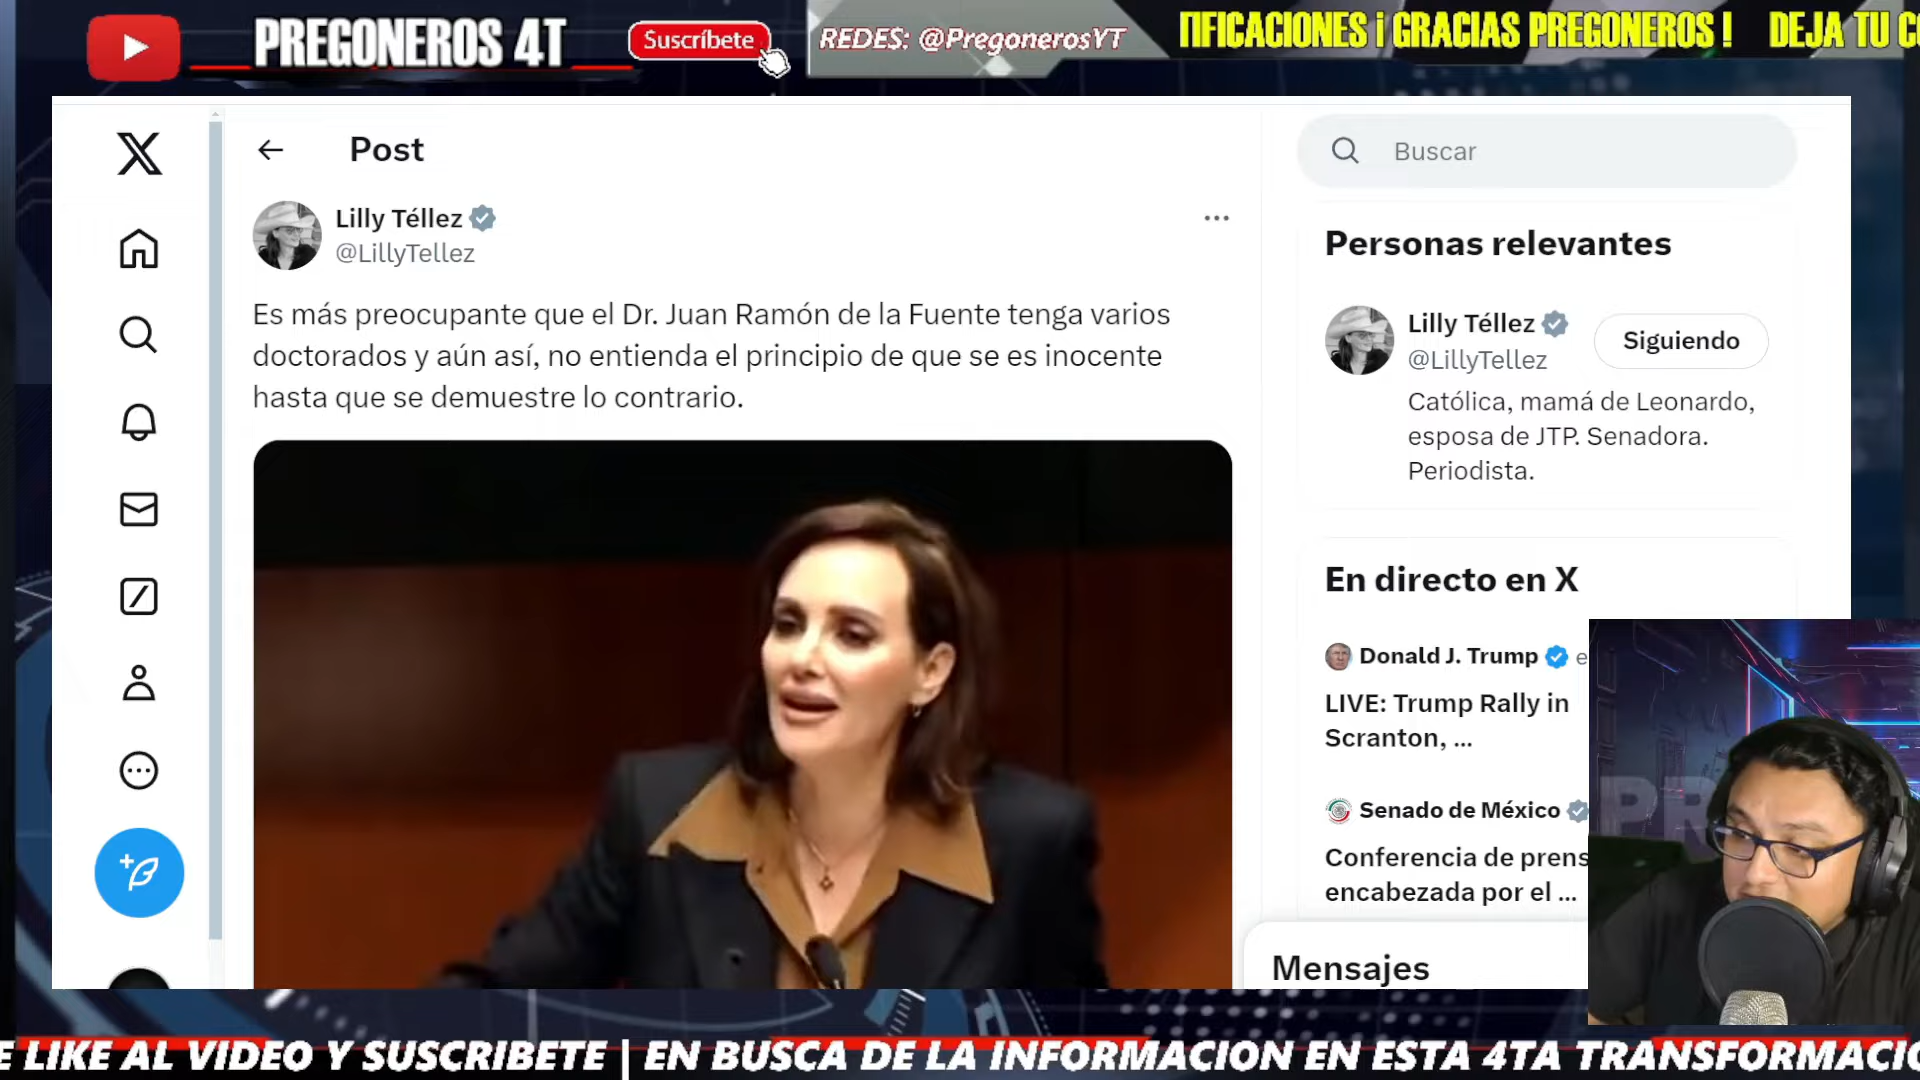 PREGONEROS 4T
Suscríbete
REDES: @PregonerosYT
TIFICACIONES ¡ GRACIAS PREGONEROS ! DEJA TU
Post
Lilly Téllez
@LillyTellez
Es más preocupante que el Dr. Juan Ramón de la Fuente tenga varios
doctorados y aún así, no entienda el principio de que se es inocente
hasta que se demuestre lo contrario.
Buscar
Personas relevantes
Lilly Téllez
@LillyTellez
Siguiendo
Católica, mamá de Leonardo,
esposa de JTP. Senadora.
Periodista.
En directo en X
Donald J. Trump e
LIVE: Trump Rally in
Scranton, ...
Senado de México
Conferencia de prens
encabezada por el ...
Mensajes
E LIKE AL VIDEO Y SUSCRIBETE | EN BUSCA DE LA INFORMACION EN ESTA 4TA TRANSFORMACIO